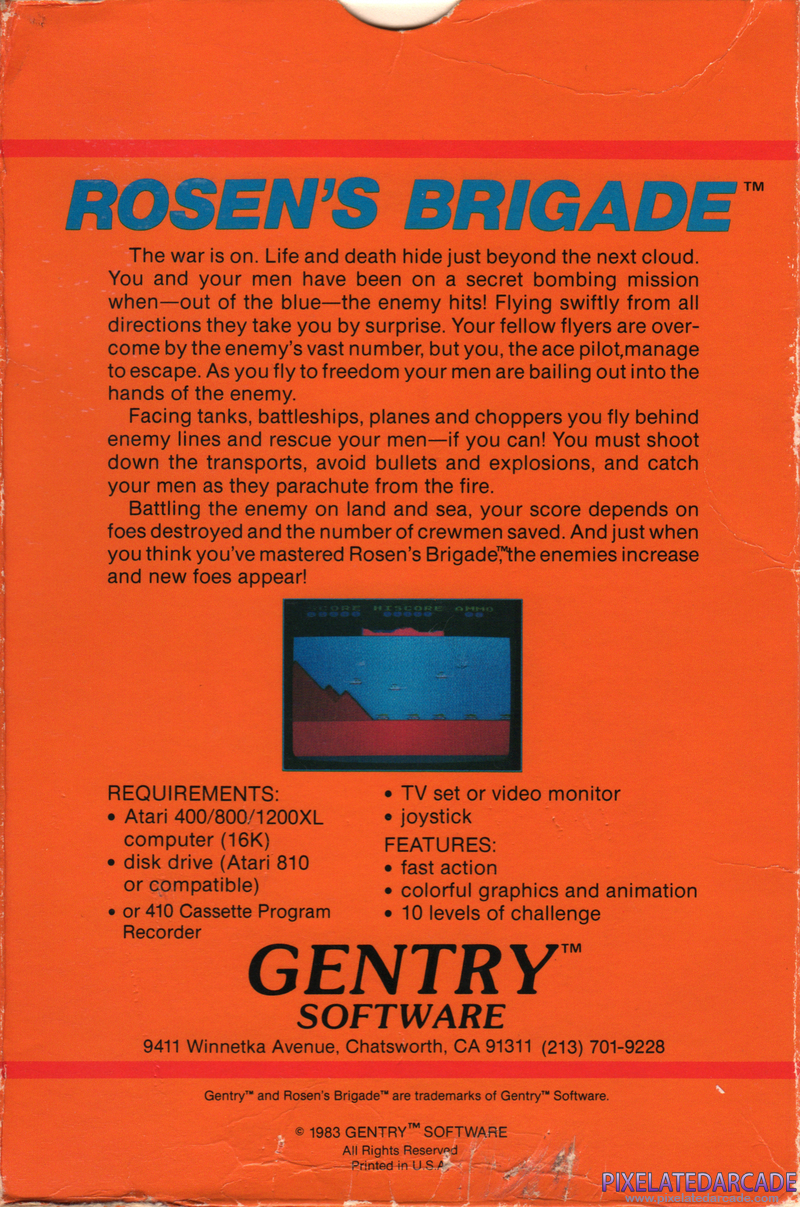 ROSEN'S BRIGADE™
The war is on. Life and death hide just beyond the next cloud.
You and your men have been on a secret bombing mission
when—out of the blue—the enemy hits! Flying swiftly from all
directions they take you by surprise. Your fellow flyers are over-
come by the enemy's vast number, but you, the ace pilot,manage
to escape. As you fly to freedom your men are bailing out into the
hands of the enemy.
Facing tanks, battleships, planes and choppers you fly behind
enemy lines and rescue your men—if you can! You must shoot
down the transports, avoid bullets and explosions, and catch
your men as they parachute from the fire.
Battling the enemy on land and sea, your score depends on
foes destroyed and the number of crewmen saved. And just when
you think you've mastered Rosen's Brigade,™the enemies increase
and new foes appear!
SCORE HISCORE AMMO
REQUIREMENTS:
• Atari 400/800/1200XL
computer (16K)
• disk drive (Atari 810
or compatible)
• or 410 Cassette Program
Recorder
• TV set or video monitor
• joystick
FEATURES:
• fast action
• colorful graphics and animation
• 10 levels of challenge
GENTRY™
SOFTWARE
9411 Winnetka Avenue, Chatsworth, CA 91311 (213) 701-9228
Gentry™ and Rosen's Brigade™ are trademarks of Gentry™ Software.
© 1983 GENTRY™ SOFTWARE
All Rights Reserved
Printed in U.S.A.
PIXELATEDARCADE
www.pixelatedarcade.com